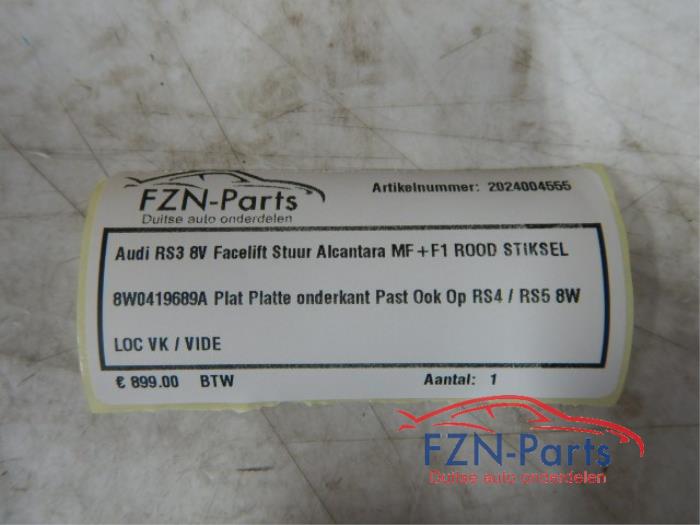 FZN-Parts
Duitse auto onderdelen
Artikelnummer: 2024004555
Audi RS3 8V Facelift Stuur Alcantara MF+F1 ROOD STIKSEL
8W0419689A Plat Platte onderkant Past Ook Op RS4 / RS5 8W
LOC VK / VIDE
€ 899.00 BTW
Aantal: 1
FZN-Parts
Duitse auto onderdelen